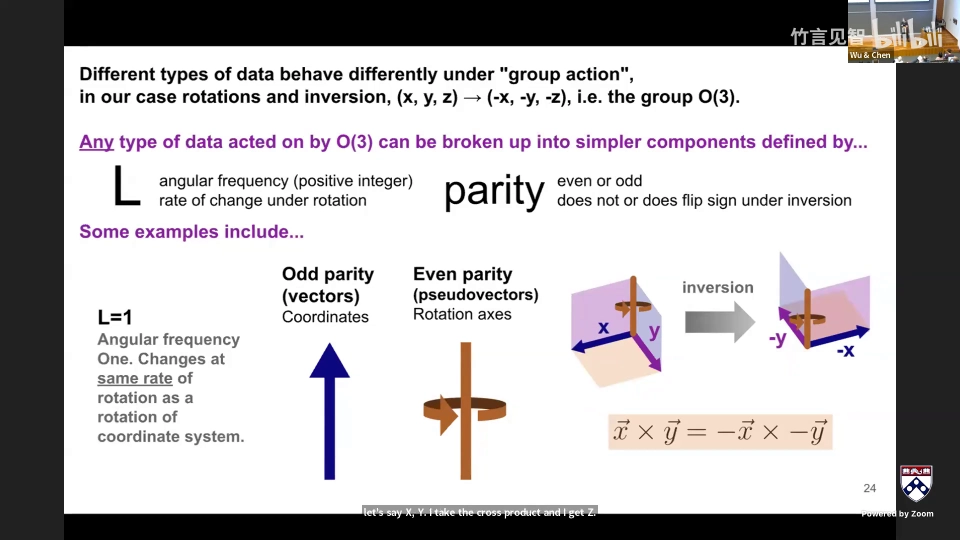 竹言见智 bilibili
Wu & Chen
Different types of data behave differently under "group action",
in our case rotations and inversion, (x, y, z) → (-x, -y, -z), i.e. the group O(3).
Any type of data acted on by O(3) can be broken up into simpler components defined by...
L angular frequency (positive integer)
rate of change under rotation
parity even or odd
does not or does flip sign under inversion
Some examples include...
L=1
Angular frequency
One. Changes at
same rate of
rotation as a
rotation of
coordinate system.
Odd parity
(vectors)
Coordinates
Even parity
(pseudovectors)
Rotation axes
x y
inversion
-y -x
x⃗ × y⃗ = −x⃗ × −y⃗
24
let's say X, Y. I take the cross product and I get Z.
Powered by Zoom